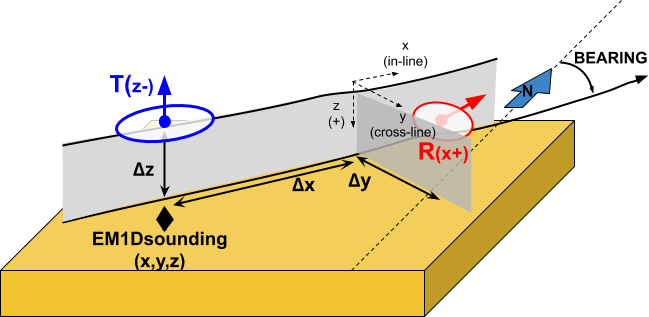 x
(in-line)
BEARING
T(z-)
N
z
(+)
y
(cross-line)
R(x+)
Δz
Δx
Δy
EM1Dsounding
(x,y,z)